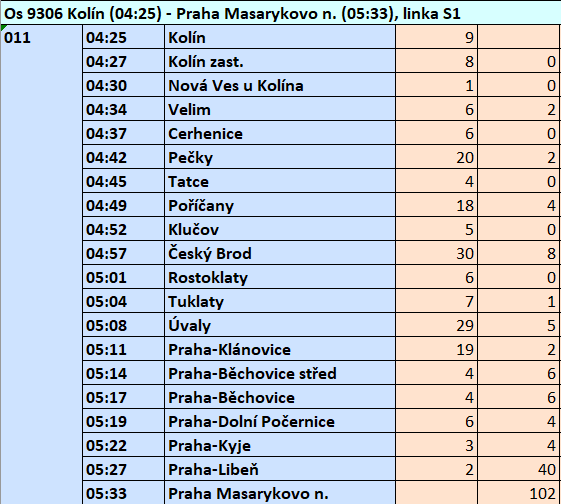 Os 9306 Kolín (04:25) - Praha Masarykovo n. (05:33), linka S1
011 04:25 Kolín 9
04:27 Kolín zast. 8 0
04:30 Nová Ves u Kolína 1 0
04:34 Velim 6 2
04:37 Cerhenice 6 0
04:42 Pečky 20 2
04:45 Tatce 4 0
04:49 Poříčany 18 4
04:52 Klučov 5 0
04:57 Český Brod 30 8
05:01 Rostoklaty 6 0
05:04 Tuklaty 7 1
05:08 Úvaly 29 5
05:11 Praha-Klánovice 19 2
05:14 Praha-Běchovice střed 4 6
05:17 Praha-Běchovice 4 6
05:19 Praha-Dolní Počernice 6 4
05:22 Praha-Kyje 3 4
05:27 Praha-Libeň 2 40
05:33 Praha Masarykovo n. 102